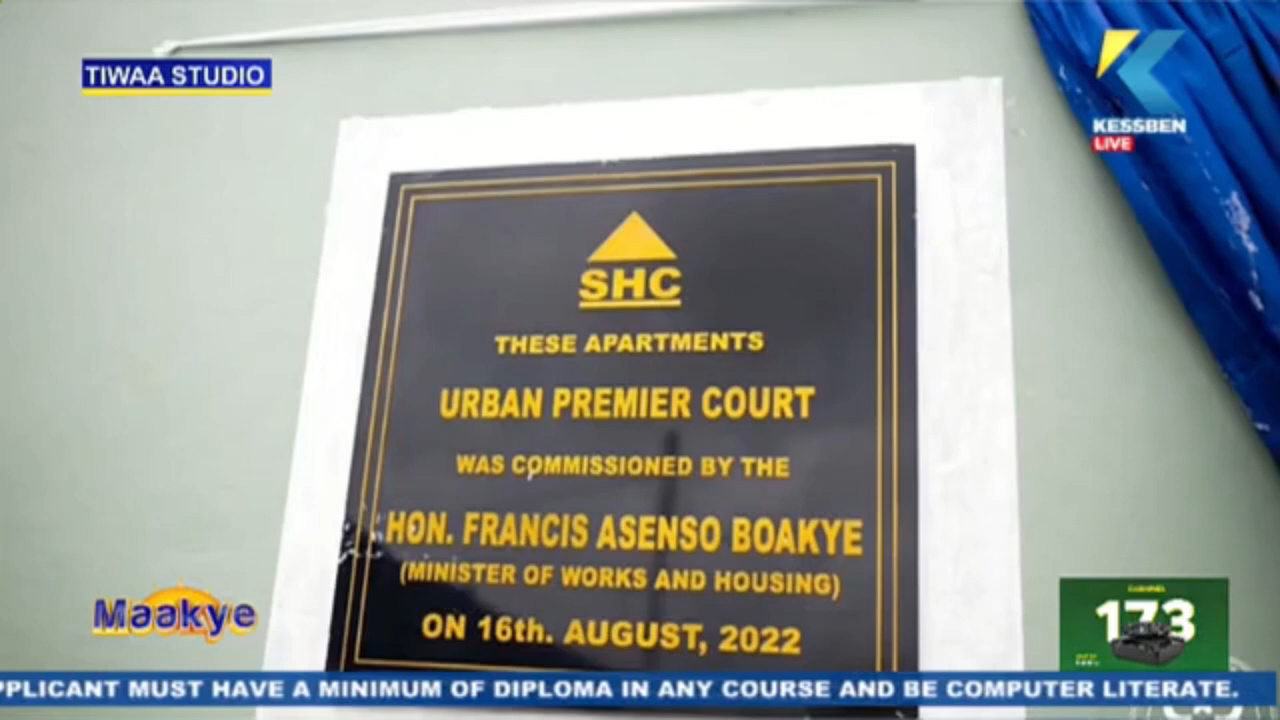 TIWAA STUDIO
KESSBEN
LIVE
SHC
THESE APARTMENTS
URBAN PREMIER COURT
WAS COMMISSIONED BY THE
HON. FRANCIS ASENSO BOAKYE
(MINISTER OF WORKS AND HOUSING)
ON 16th. AUGUST, 2022
Maakye
CHANNEL
173
PPLICANT MUST HAVE A MINIMUM OF DIPLOMA IN ANY COURSE AND BE COMPUTER LITERATE.